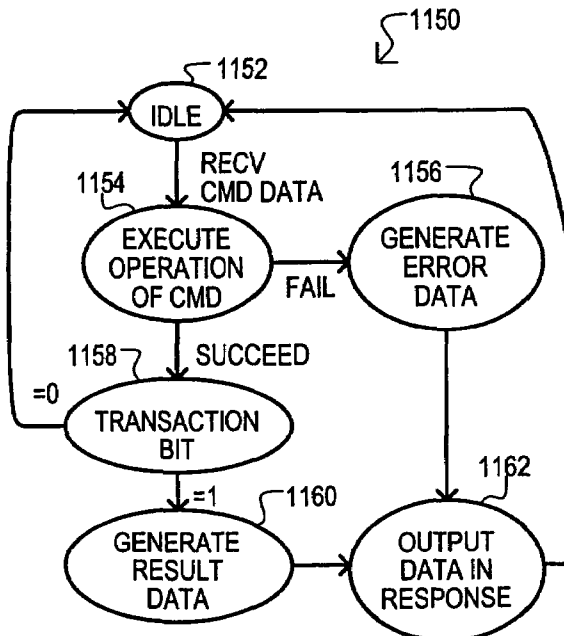 1150
1152
IDLE
RECV
CMD DATA
1154
1156
EXECUTE
OPERATION
OF CMD
FAIL
GENERATE
ERROR
DATA
1158
SUCCEED
=0
TRANSACTION
BIT
=1
1160
1162
GENERATE
RESULT
DATA
OUTPUT
DATA IN
RESPONSE